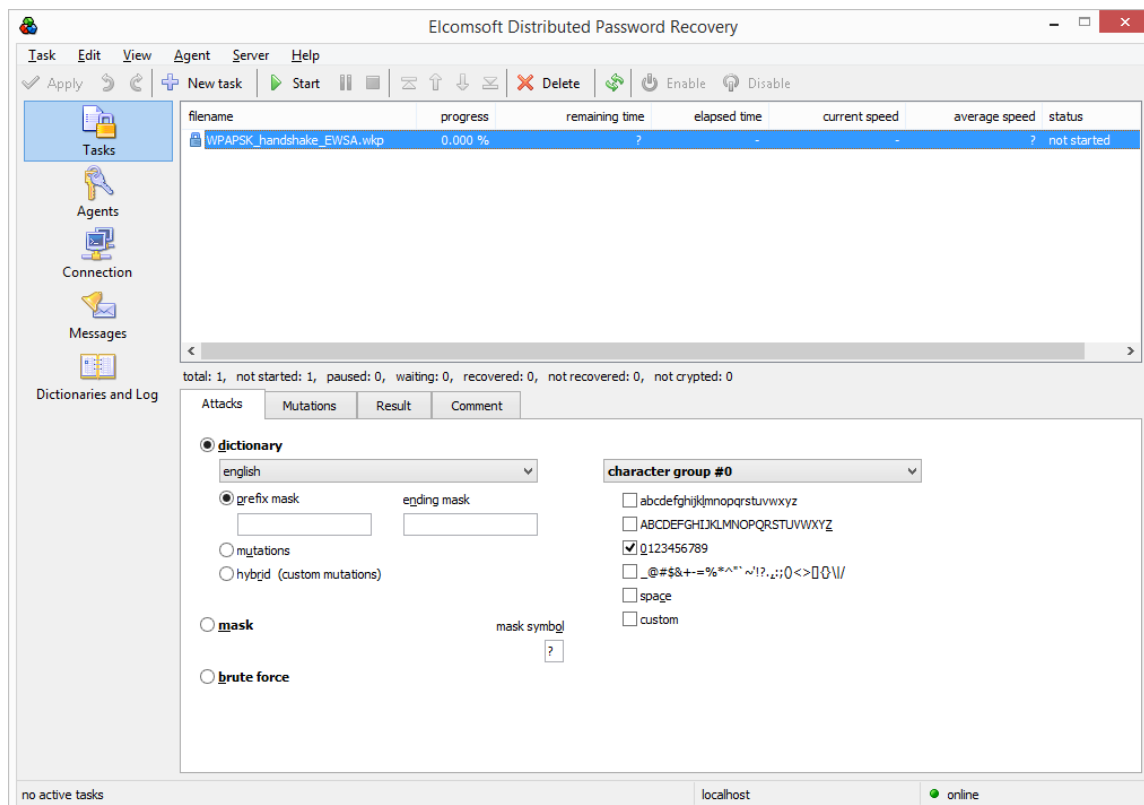 Elcomsoft Distributed Password Recovery
Task Edit View Agent Server Help
Apply New task Start Delete Enable Disable
Tasks
Agents
Connection
Messages
Dictionaries and Log
filename progress remaining time elapsed time current speed average speed status
WPAPSK_handshake_EWSA.wkp 0.000 % ? - - ? not started
total: 1, not started: 1, paused: 0, waiting: 0, recovered: 0, not recovered: 0, not crypted: 0
Attacks Mutations Result Comment
dictionary
english
prefix mask ending mask
mutations
hybrid (custom mutations)
mask mask symbol
?
brute force
character group #0
abcdefghijklmnopqrstuvwxyz
ABCDEFGHIJKLMNOPQRSTUVWXYZ
0123456789
_@#$&+-=%*^"`~'!?.,:;()<>[]{}\|/
space
custom
no active tasks localhost online